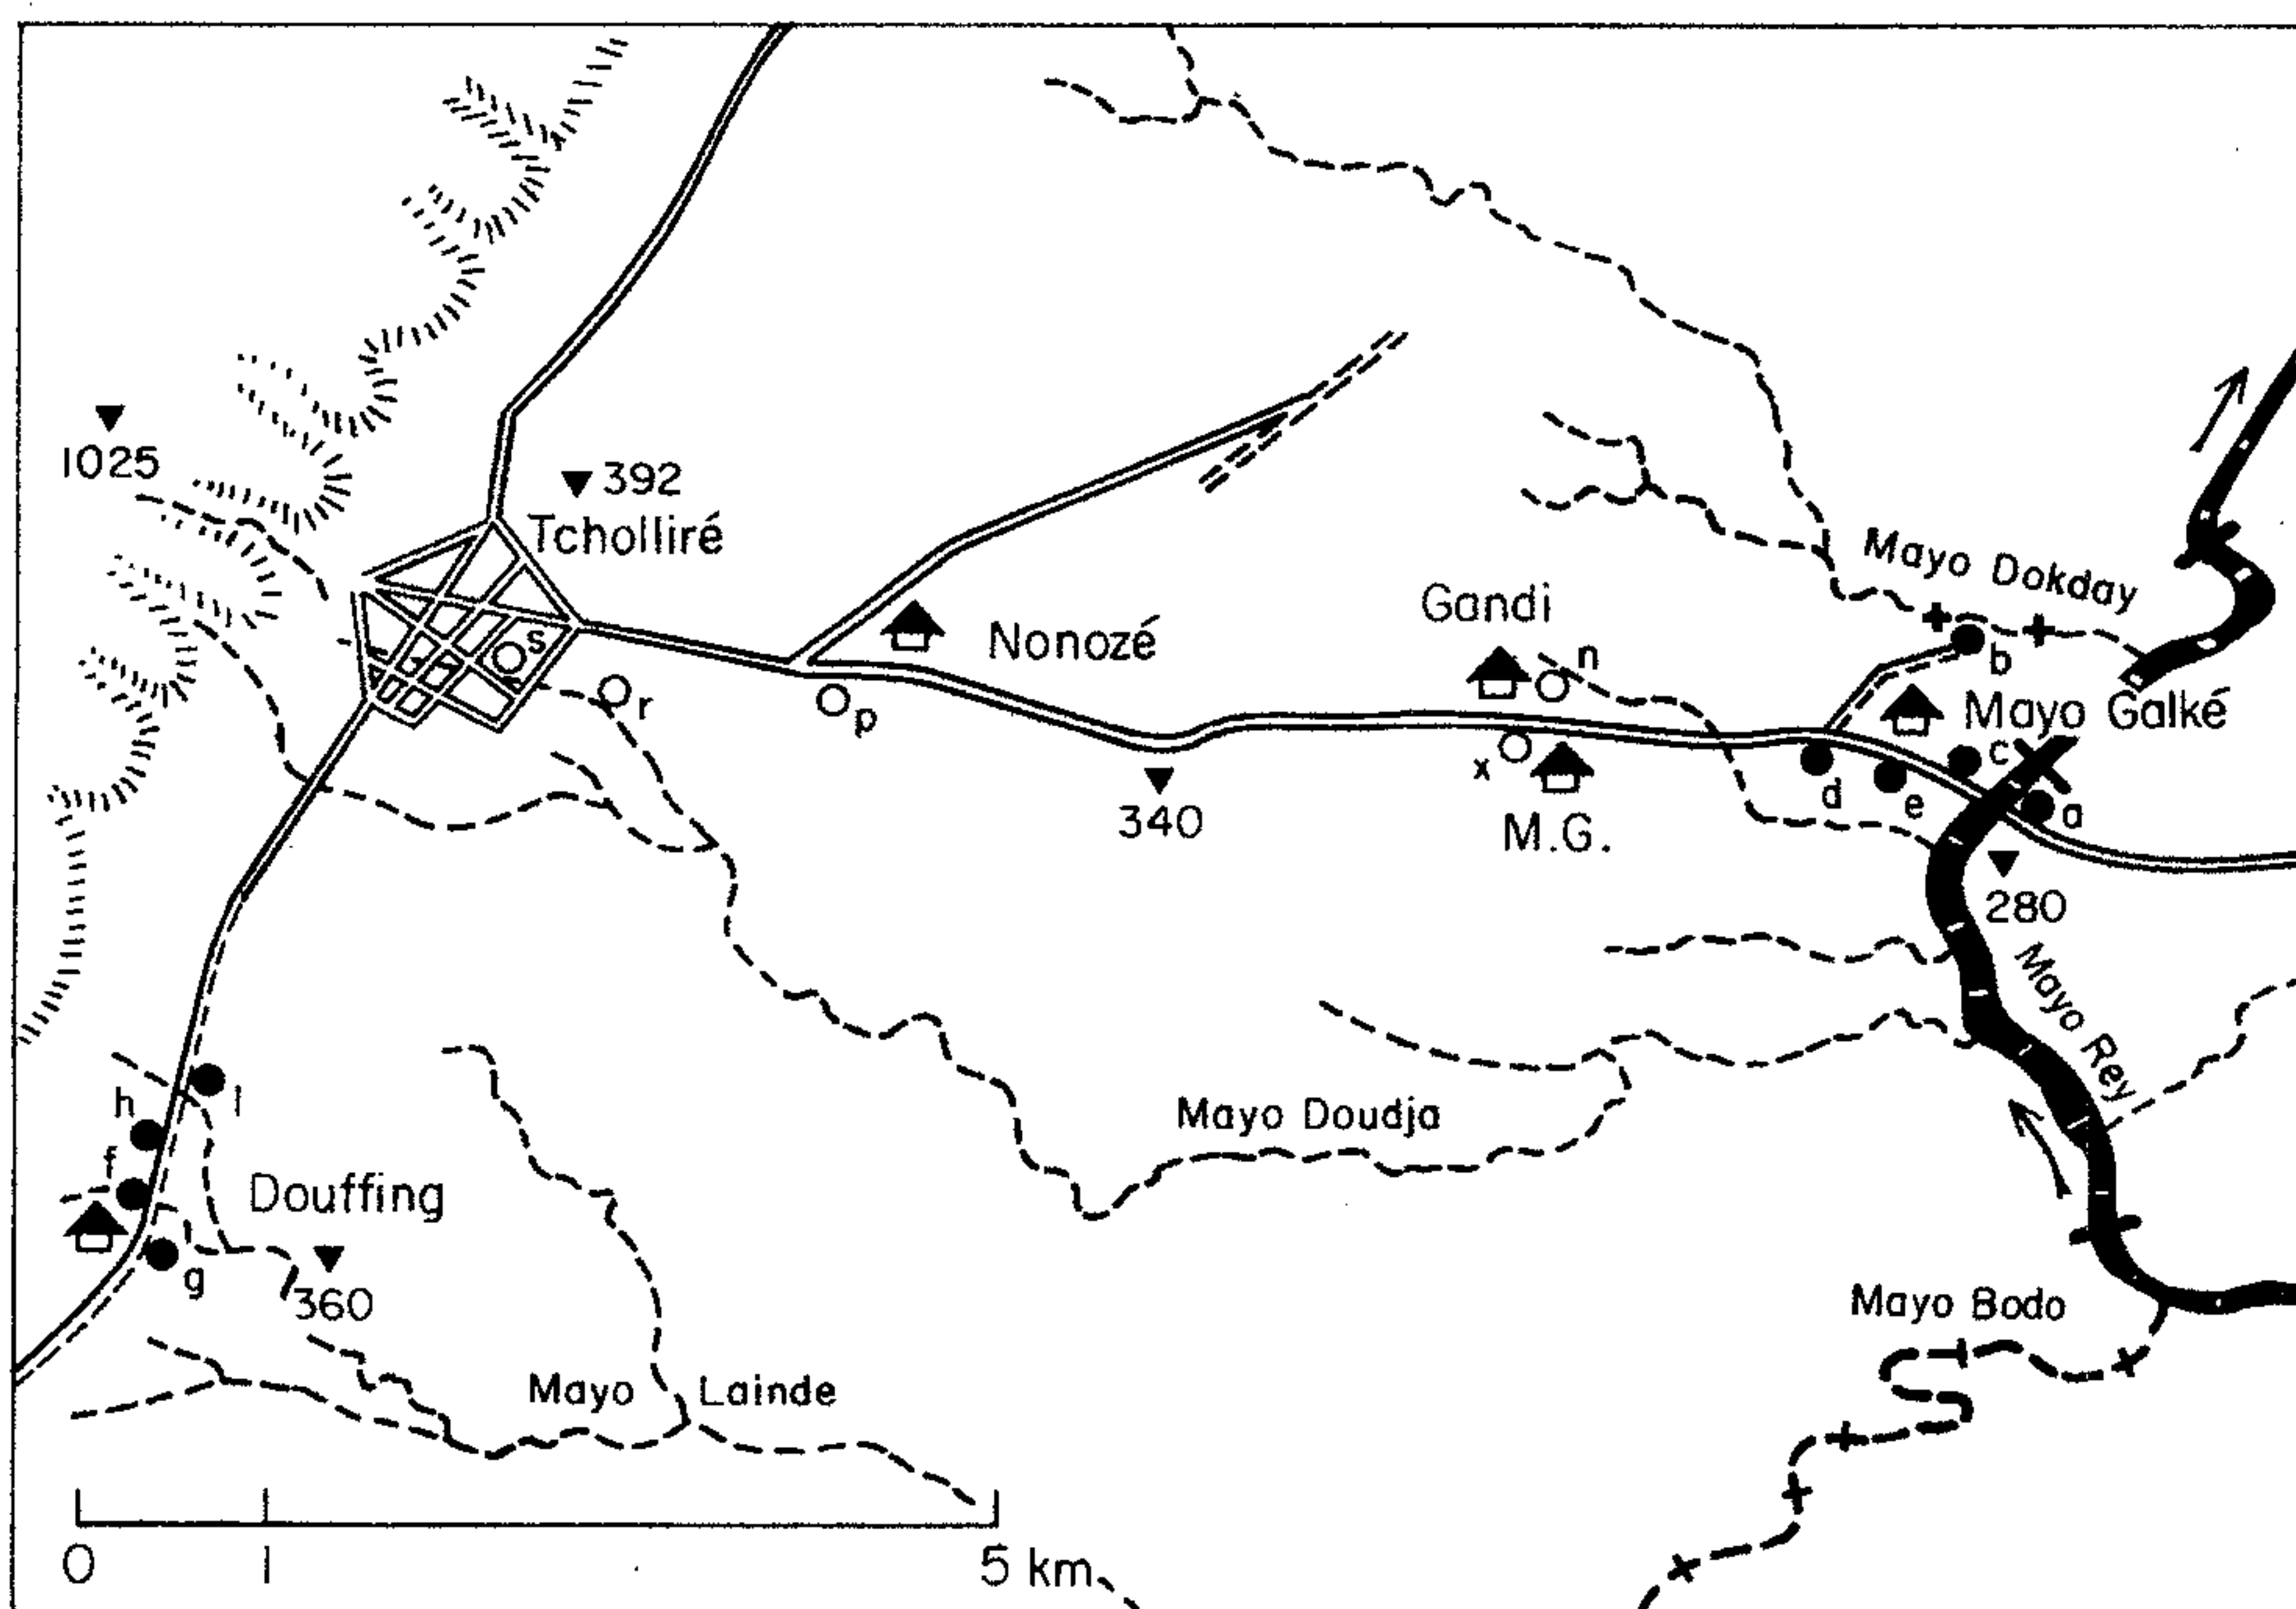 1025
392
Tcholliré
s
r
p
Nonozé
Gandi
n
x
M.G.
340
Mayo Dokday
b
Mayo Galké
c
d
e
a
280
Mayo Rey
h
l
f
Douffing
g
360
Mayo Doudja
Mayo Bodo
Mayo Lainde
0 1 5 km